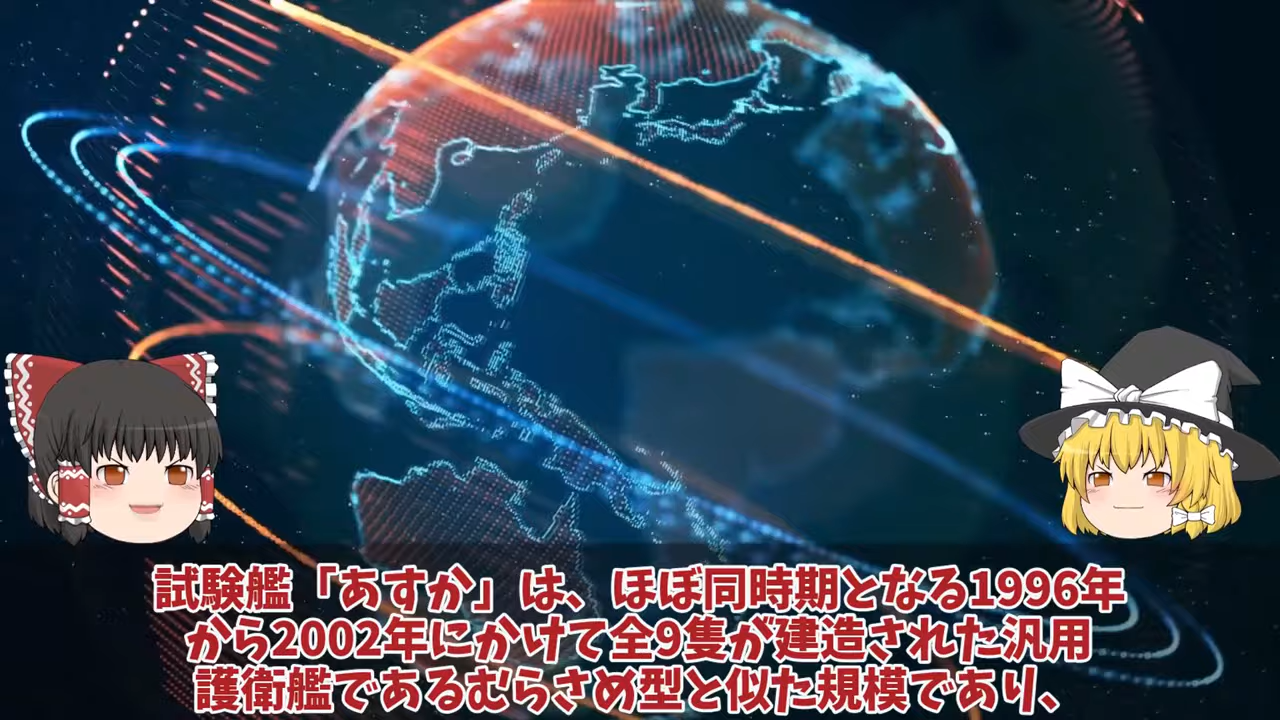 試験艦「あすか」は、ほぼ同時期となる1996年
から2002年にかけて全9隻が建造された汎用
護衛艦であるむらさめ型と似た規模であり、